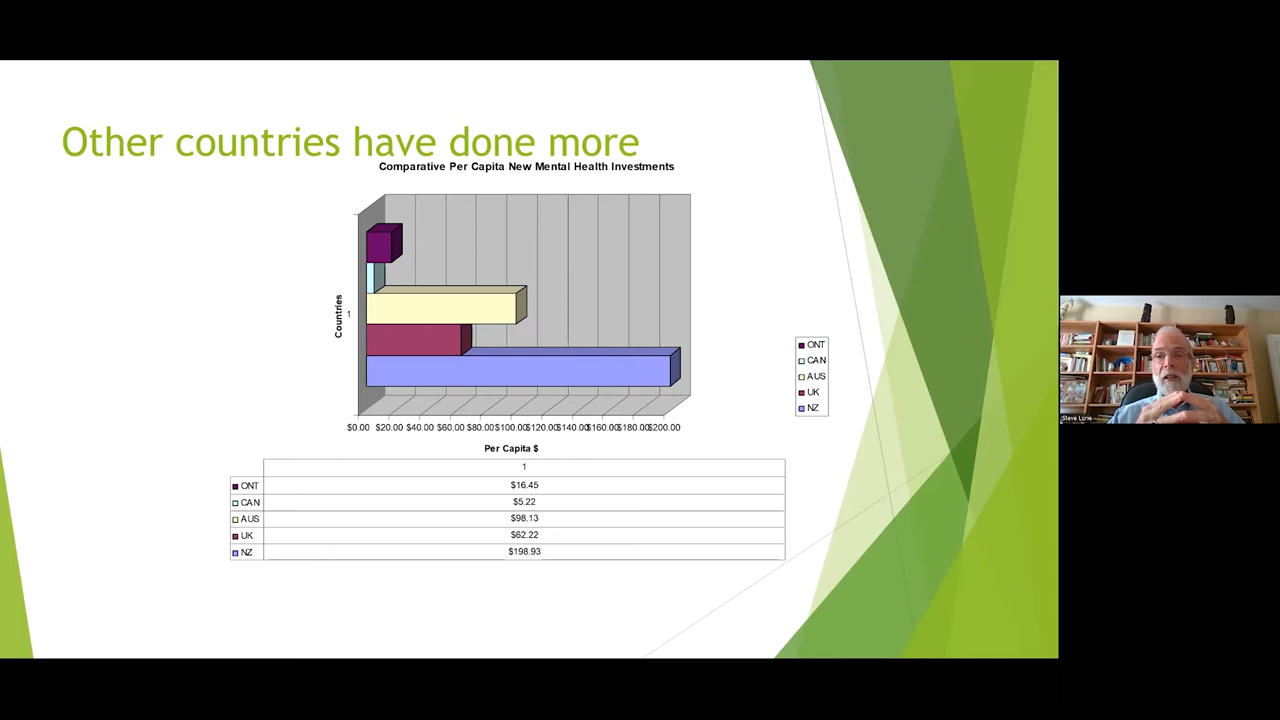 Other countries have done more
Comparative Per Capita New Mental Health Investments
Countries
1
$0.00 $20.00 $40.00 $60.00 $80.00 $100.00 $120.00 $140.00 $160.00 $180.00 $200.00
Per Capita $
ONT
CAN
AUS
UK
NZ
1
ONT $16.45
CAN $5.22
AUS $98.13
UK $62.22
NZ $198.93
Steve Lurie